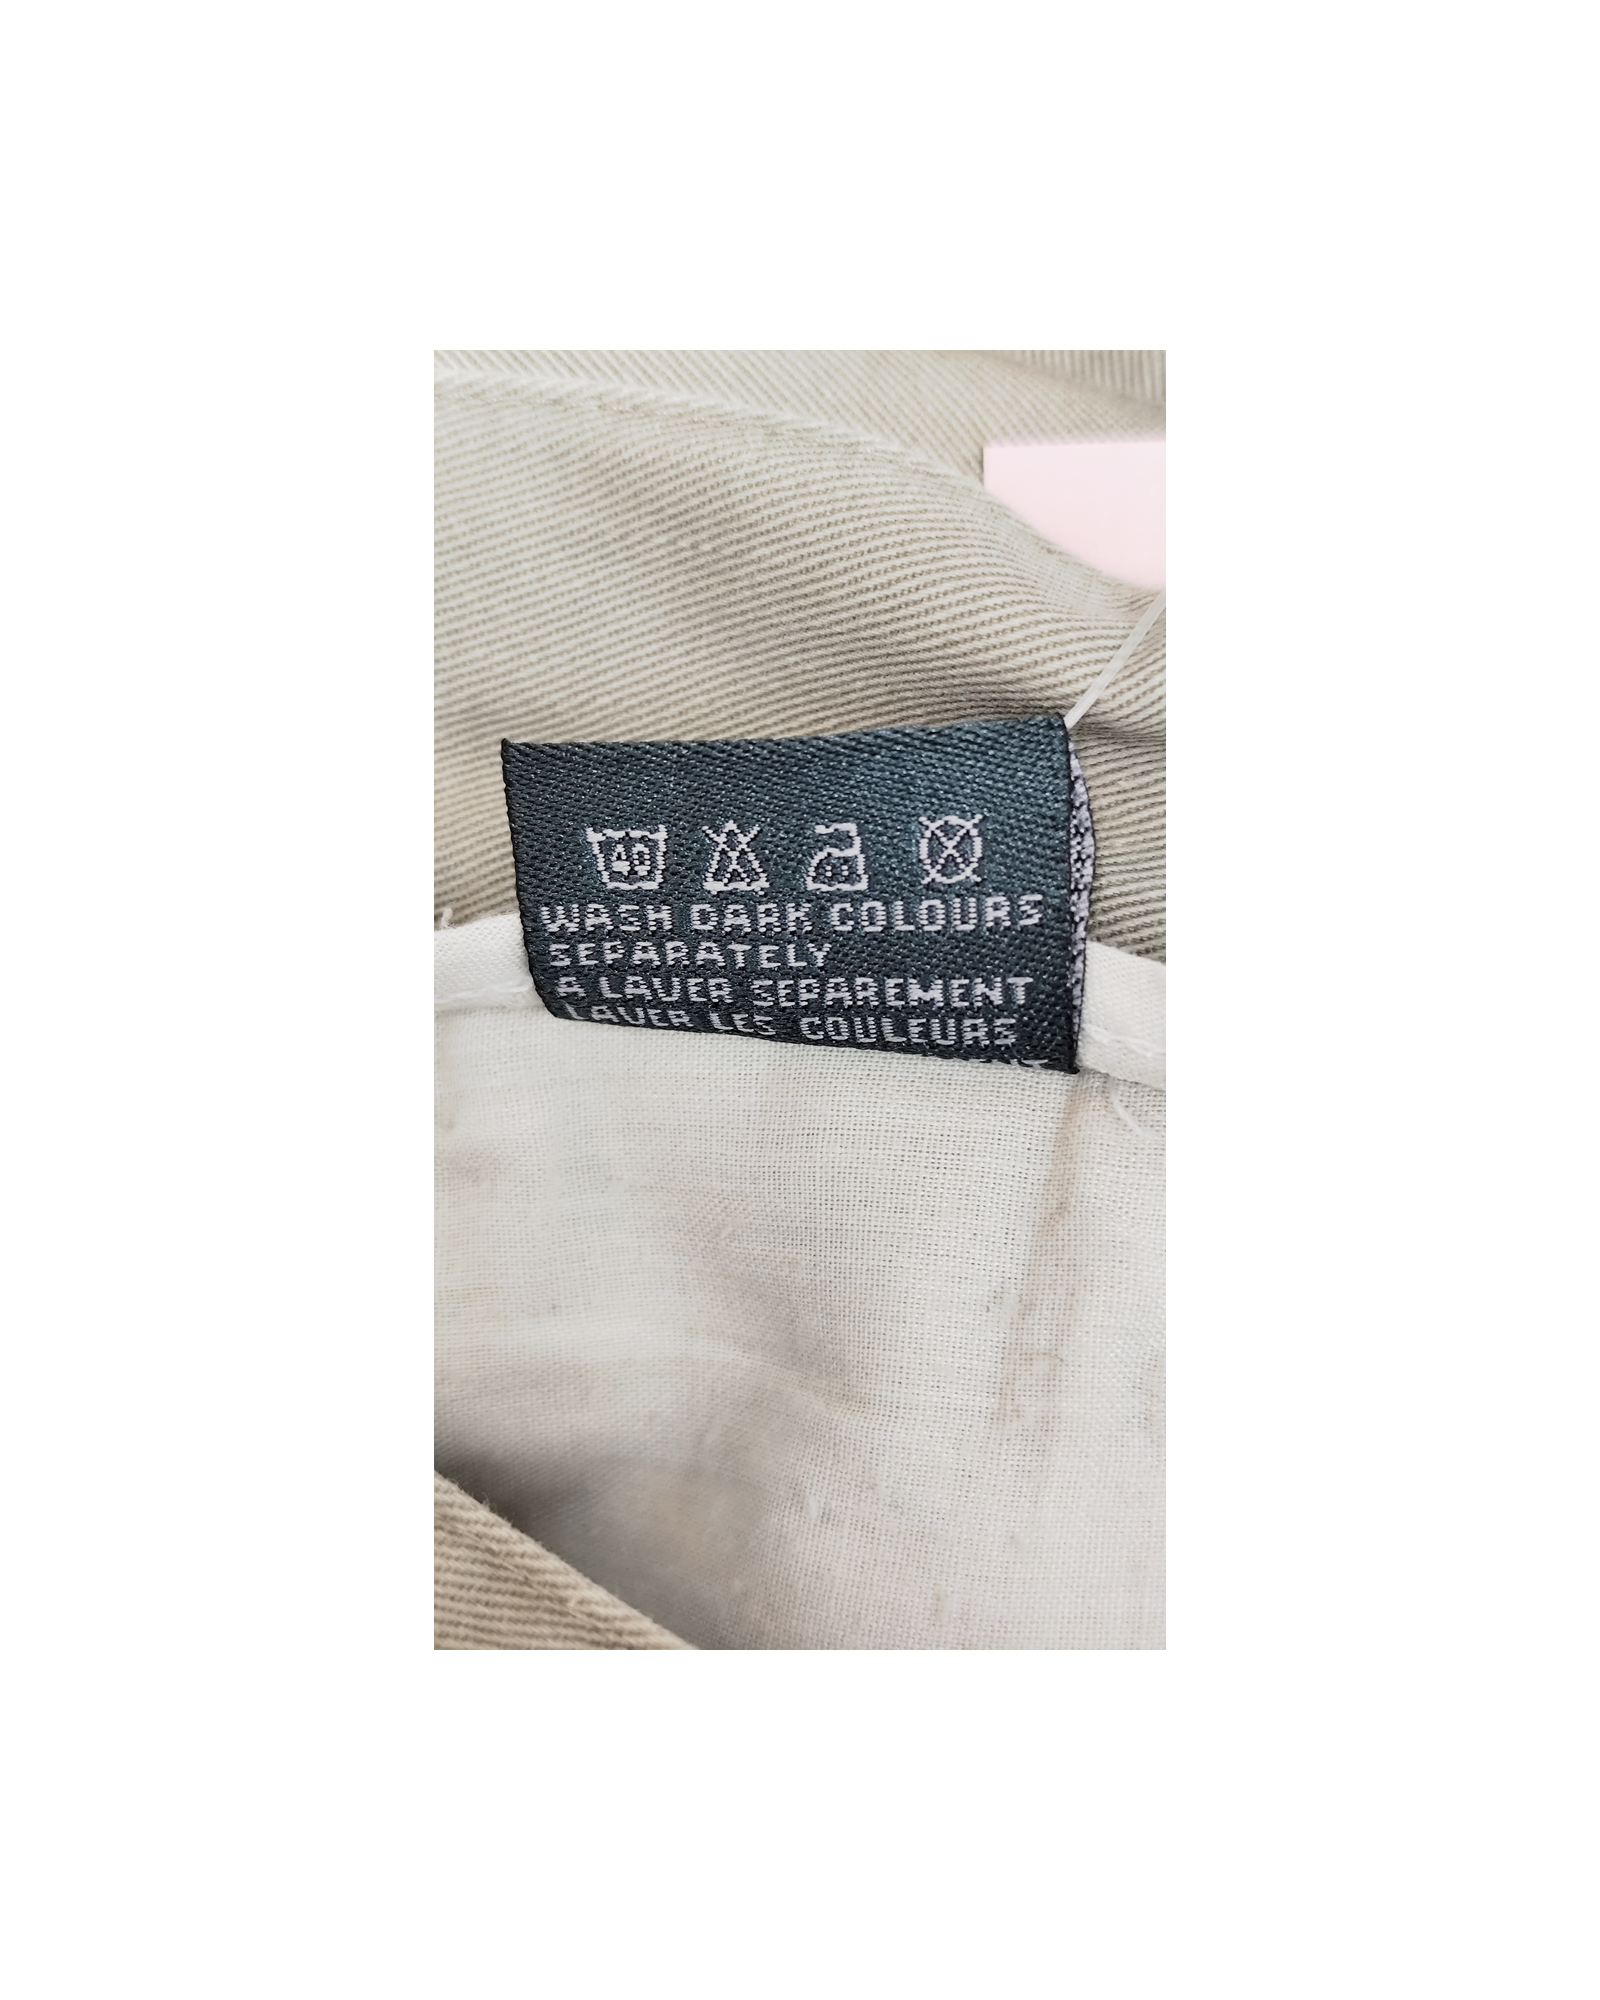 40
WASH DARK COLOURS
SEPARATELY
A LAVER SEPAREMENT
LAVER LES COULEURS